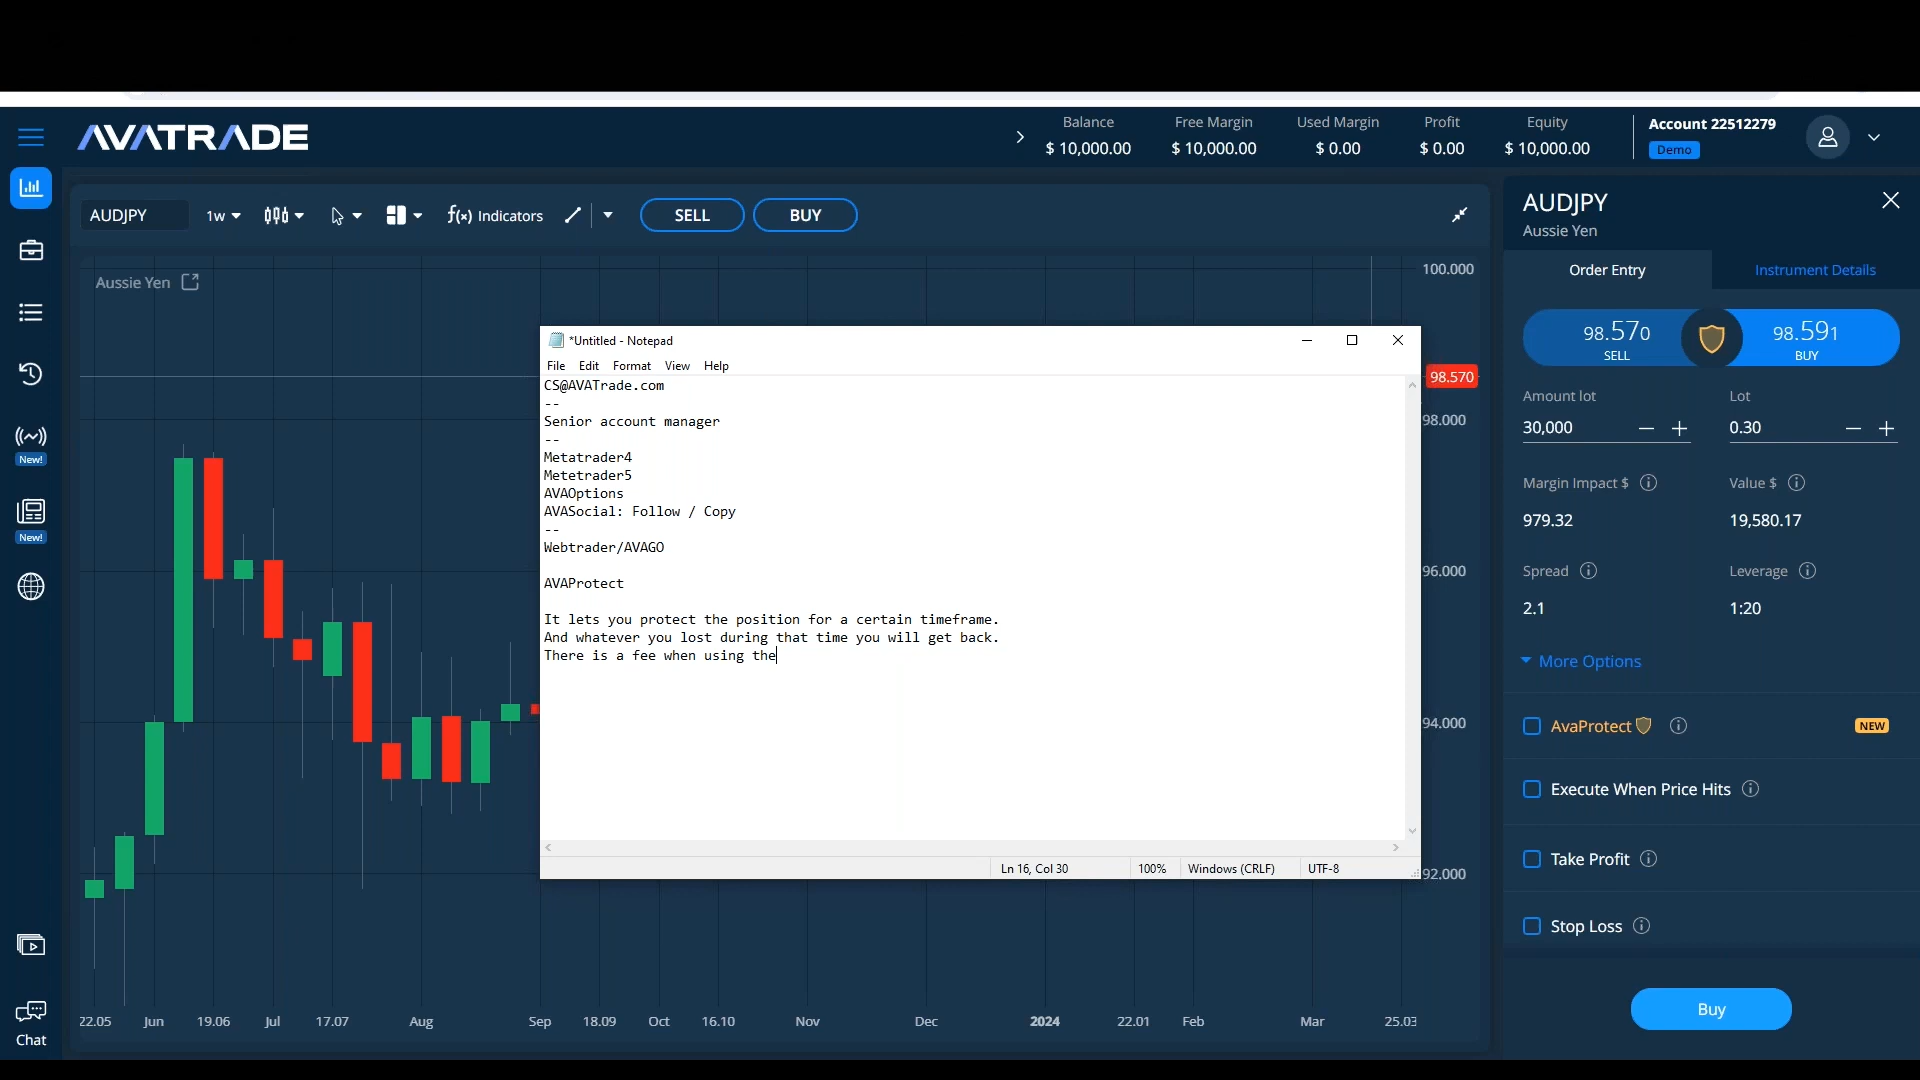 AVATRADE
Balance
$ 10,000.00
Free Margin
$ 10,000.00
Used Margin
$ 0.00
Profit
$ 0.00
Equity
$ 10,000.00
Account 22512279
Demo
AUDJPY
1w
f(x) Indicators
SELL
BUY
Aussie Yen
New!
New!
Chat
100.000
98.570
98.000
96.000
94.000
92.000
22.05
Jun
19.06
Jul
17.07
Aug
Sep
18.09
Oct
16.10
Nov
Dec
2024
22.01
Feb
Mar
25.03
*Untitled - Notepad
File Edit Format View Help
CS@AVATrade.com
--
Senior account manager
--
Metatrader4
Metetrader5
AVAOptions
AVASocial: Follow / Copy
--
Webtrader/AVAGO
AVAProtect
It lets you protect the position for a certain timeframe.
And whatever you lost during that time you will get back.
There is a fee when using the
Ln 16, Col 30
100%
Windows (CRLF)
UTF-8
AUDJPY
Aussie Yen
Order Entry
Instrument Details
98.570
SELL
98.591
BUY
Amount lot
30,000
Lot
0.30
Margin Impact $
979.32
Value $
19,580.17
Spread
2.1
Leverage
1:20
More Options
AvaProtect
NEW
Execute When Price Hits
Take Profit
Stop Loss
Buy